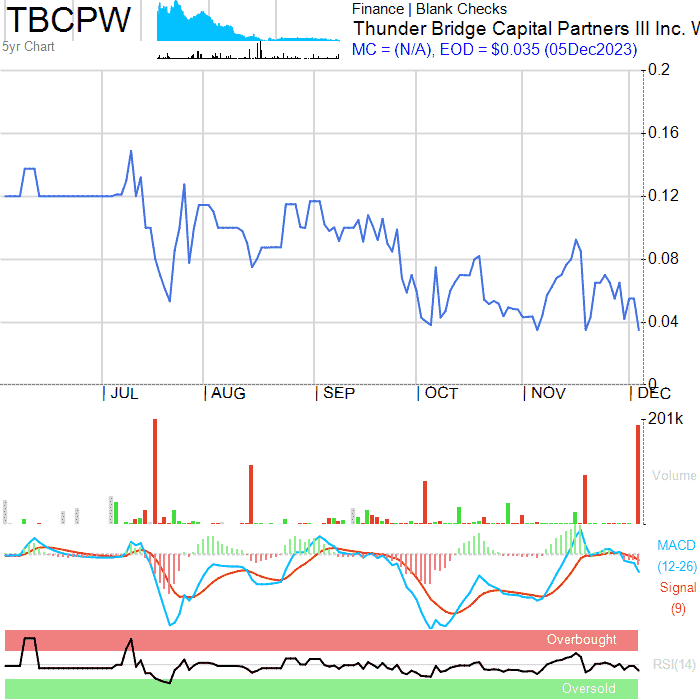 TBCPW
5yr Chart
Finance | Blank Checks
Thunder Bridge Capital Partners III Inc. W
MC = (N/A), EOD = $0.035 (05Dec2023)
0.2
0.16
0.12
0.08
0.04
0
JUL
AUG
SEP
OCT
NOV
DEC
201k
Volume
MACD
(12-26)
Signal
(9)
Overbought
RSI(14)
Oversold